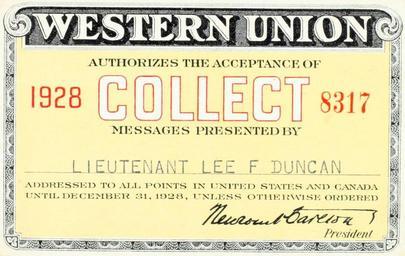 WESTERN UNION
AUTHORIZES THE ACCEPTANCE OF
1928 COLLECT 8317
MESSAGES PRESENTED BY
LIEUTENANT LEE F DUNCAN
ADDRESSED TO ALL POINTS IN UNITED STATES AND CANADA
UNTIL DECEMBER 31, 1928, UNLESS OTHERWISE ORDERED
Newcomb Carlton
President